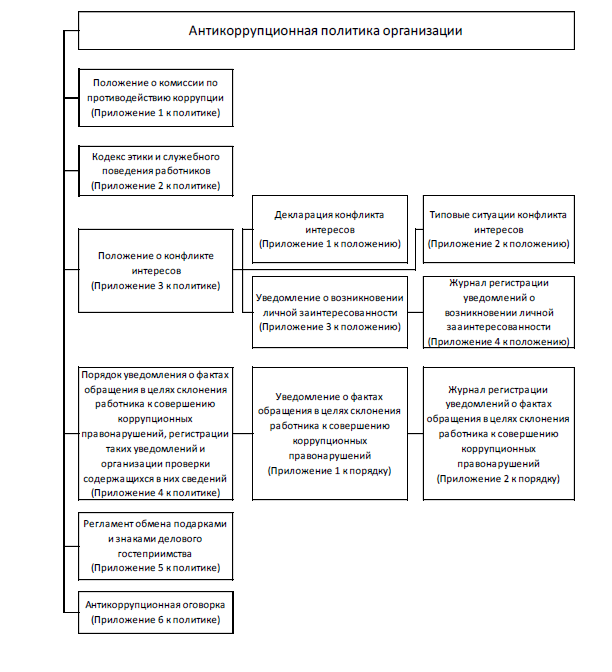 Антикоррупционная политика организации
Положение о комиссии по
противодействию коррупции
(Приложение 1 к политике)
Кодекс этики и служебного
поведения работников
(Приложение 2 к политике)
Положение о конфликте
интересов
(Приложение 3 к политике)
Декларация конфликта
интересов
(Приложение 1 к положению)
Типовые ситуации конфликта
интересов
(Приложение 2 к положению)
Уведомление о возникновении
личной заинтересованности
(Приложение 3 к положению)
Журнал регистрации
уведомлений о
возникновении личной
зааинтересованности
(Приложение 4 к положению)
Порядок уведомления о фактах
обращения в целях склонения
работника к совершению
коррупционных
правонарушений, регистрации
таких уведомлений и
организации проверки
содержащихся в них сведений
(Приложение 4 к политике)
Уведомление о фактах
обращения в целях склонения
работника к совершению
коррупционных
правонарушений
(Приложение 1 к порядку)
Журнал регистрации
уведомлений о фактах
обращения в целях склонения
работника к совершению
коррупционных
правонарушений
(Приложение 2 к порядку)
Регламент обмена подарками
и знаками делового
гостеприимства
(Приложение 5 к политике)
Антикоррупционная оговорка
(Приложение 6 к политике)